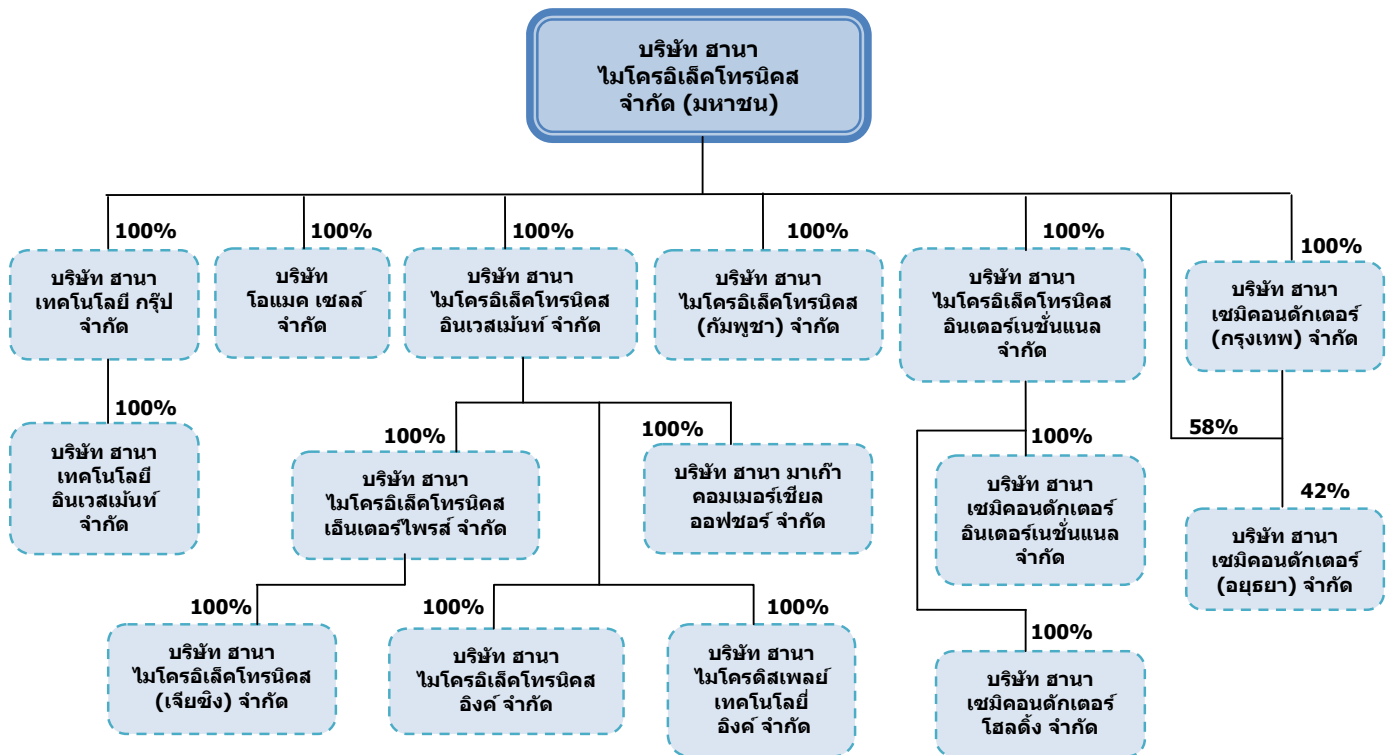 บริษัท ฮานา
ไมโครอิเล็คโทรนิคส
จำกัด (มหาชน)
100%
100%
100%
100%
100%
100%
บริษัท ฮานา
เทคโนโลยี กรุ๊ป
จำกัด
บริษัท
โอแมค เซลล์
จำกัด
บริษัท ฮานา
ไมโครอิเล็คโทรนิคส
อินเวสเม้นท์ จำกัด
บริษัท ฮานา
ไมโครอิเล็คโทรนิคส
(กัมพูชา) จำกัด
บริษัท ฮานา
ไมโครอิเล็คโทรนิคส
อินเตอร์เนชั่นแนล
จำกัด
บริษัท ฮานา
เซมิคอนดักเตอร์
(กรุงเทพ) จำกัด
100%
100%
100%
100%
58%
42%
บริษัท ฮานา
เทคโนโลยี
อินเวสเม้นท์
จำกัด
บริษัท ฮานา
ไมโครอิเล็คโทรนิคส
เอ็นเตอร์ไพรส์ จำกัด
บริษัท ฮานา มาเก๊า
คอมเมอร์เชียล
ออฟชอร์ จำกัด
บริษัท ฮานา
เซมิคอนดักเตอร์
อินเตอร์เนชั่นแนล
จำกัด
บริษัท ฮานา
เซมิคอนดักเตอร์
(อยุธยา) จำกัด
100%
100%
100%
100%
บริษัท ฮานา
ไมโครอิเล็คโทรนิคส
(เจียซิง) จำกัด
บริษัท ฮานา
ไมโครอิเล็คโทรนิคส
อิงค์ จำกัด
บริษัท ฮานา
ไมโครดิสเพลย์
เทคโนโลยี่
อิงค์ จำกัด
บริษัท ฮานา
เซมิคอนดักเตอร์
โฮลดิ้ง จำกัด